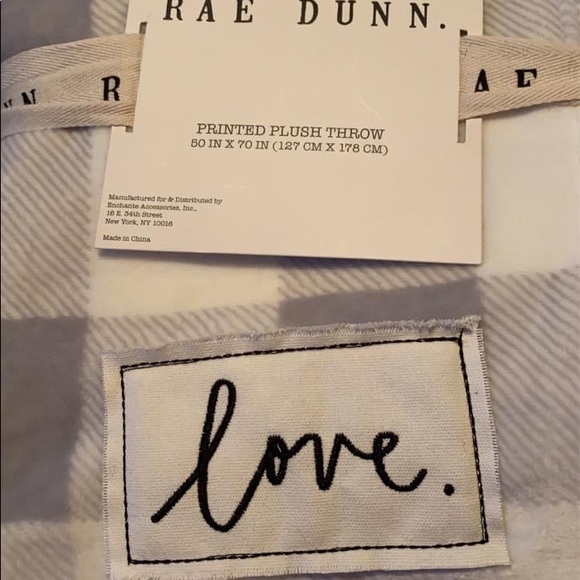 RAE DUNN.
PRINTED PLUSH THROW
50 IN X 70 IN (127 CM X 178 CM)
Manufactured for & Distributed by
Enchante Accessories, Inc.,
16 E. 34th Street
New York, NY 10016
Made in China
love.